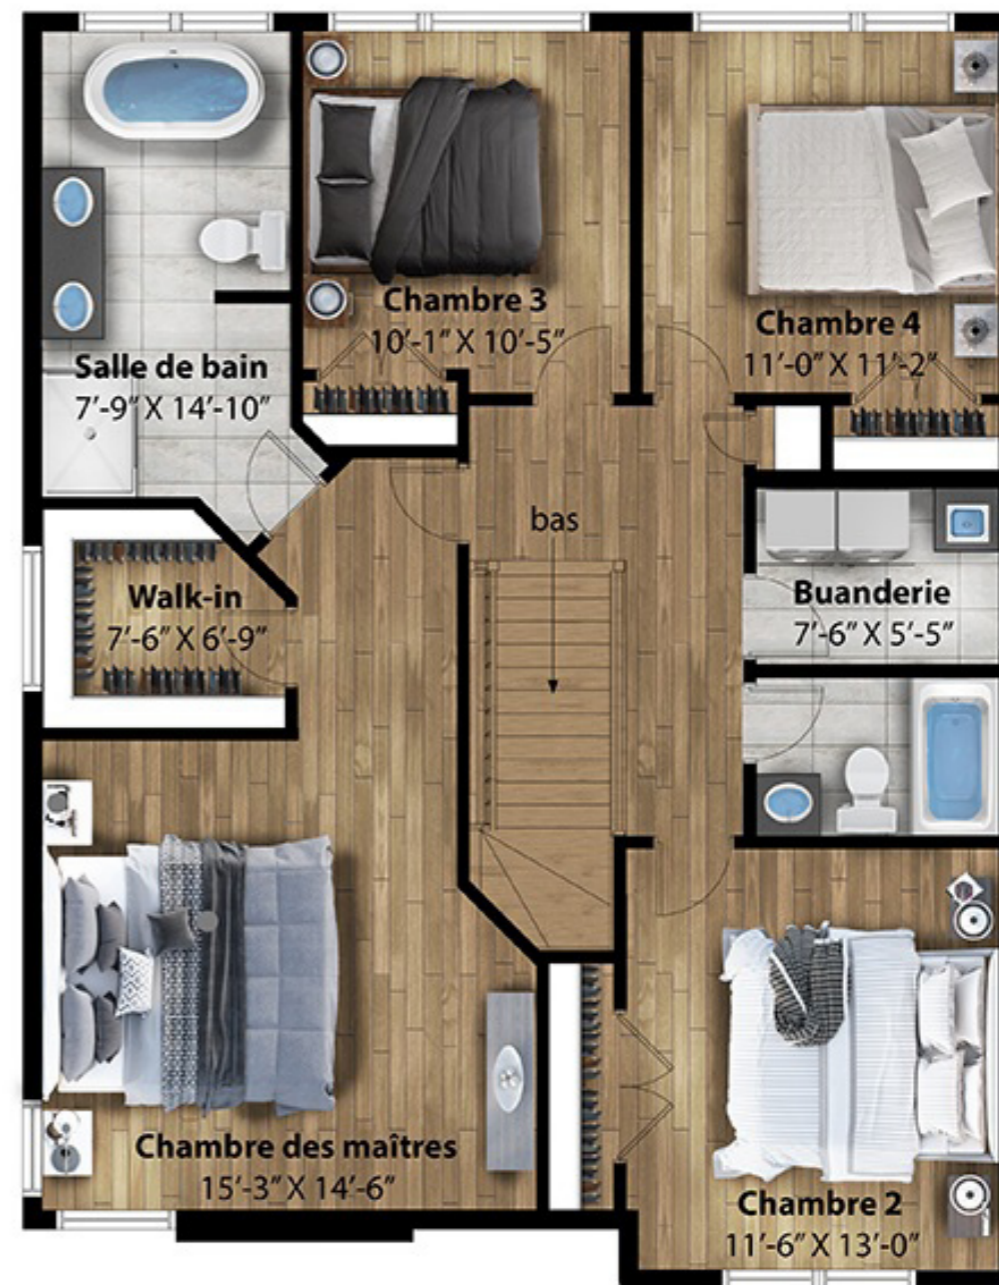 Chambre 3
10'-1" X 10'-5"
Chambre 4
11'-0" X 11'-2"
Salle de bain
7'-9" X 14'-10"
bas
Walk-in
7'-6" X 6'-9"
Buanderie
7'-6" X 5'-5"
Chambre des maîtres
15'-3" X 14'-6"
Chambre 2
11'-6" X 13'-0"